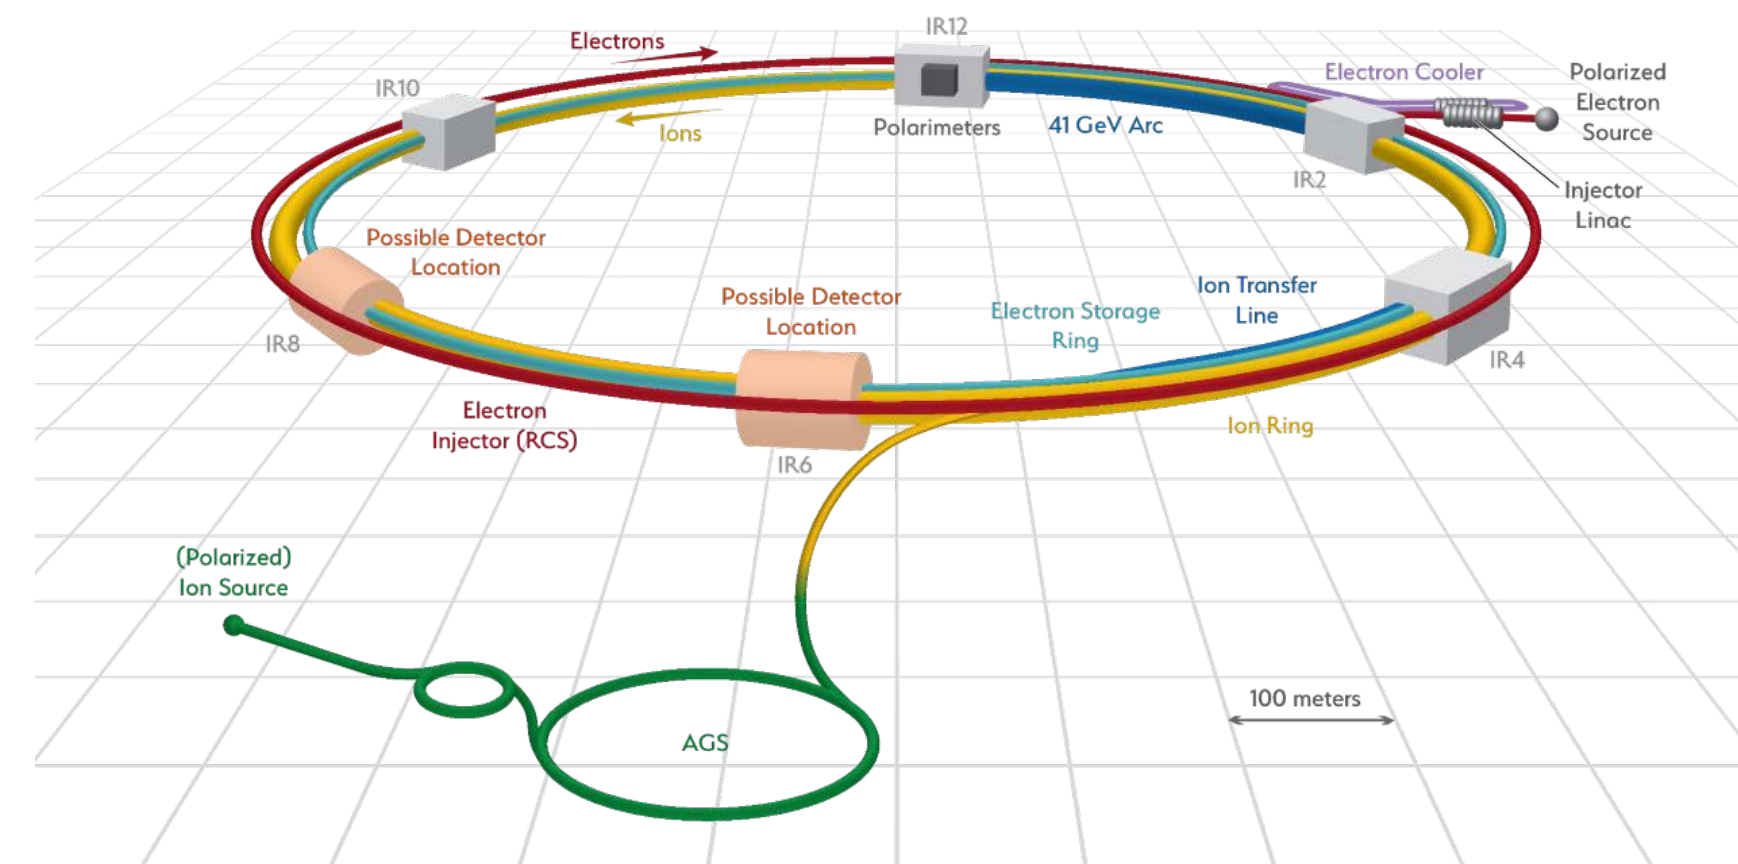 IR12
Electrons
IR10
Ions
Polarimeters
41 GeV Arc
Electron Cooler
Polarized
Electron
Source
IR2
Injector
Linac
Possible Detector
Location
Possible Detector
Location
Electron Storage
Ring
Ion Transfer
Line
IR8
IR4
Electron
Injector (RCS)
IR6
Ion Ring
(Polarized)
Ion Source
AGS
100 meters